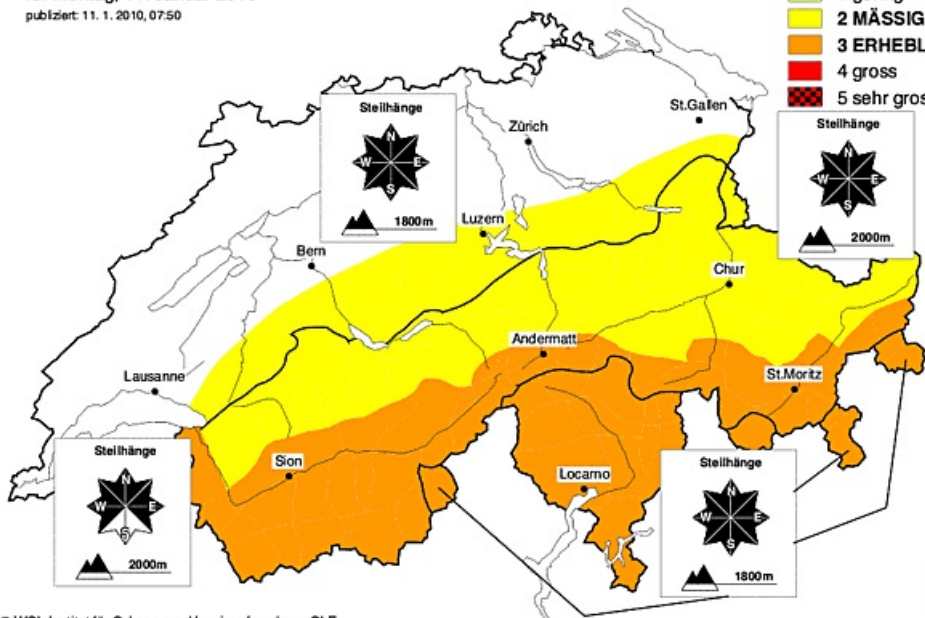 publiziert: 11. 1. 2010, 07:50
2 MÄSSIG
3 ERHEBL
4 gross
5 sehr gros
Steilhänge
N
W E
S
1800m
Zürich
St.Gallen
Steilhänge
N
W E
S
2000m
Luzern
Bern
Chur
Andermatt
Lausanne
St.Moritz
Steilhänge
N
W E
S
2000m
Sion
Locarno
Steilhänge
N
W E
S
1800m